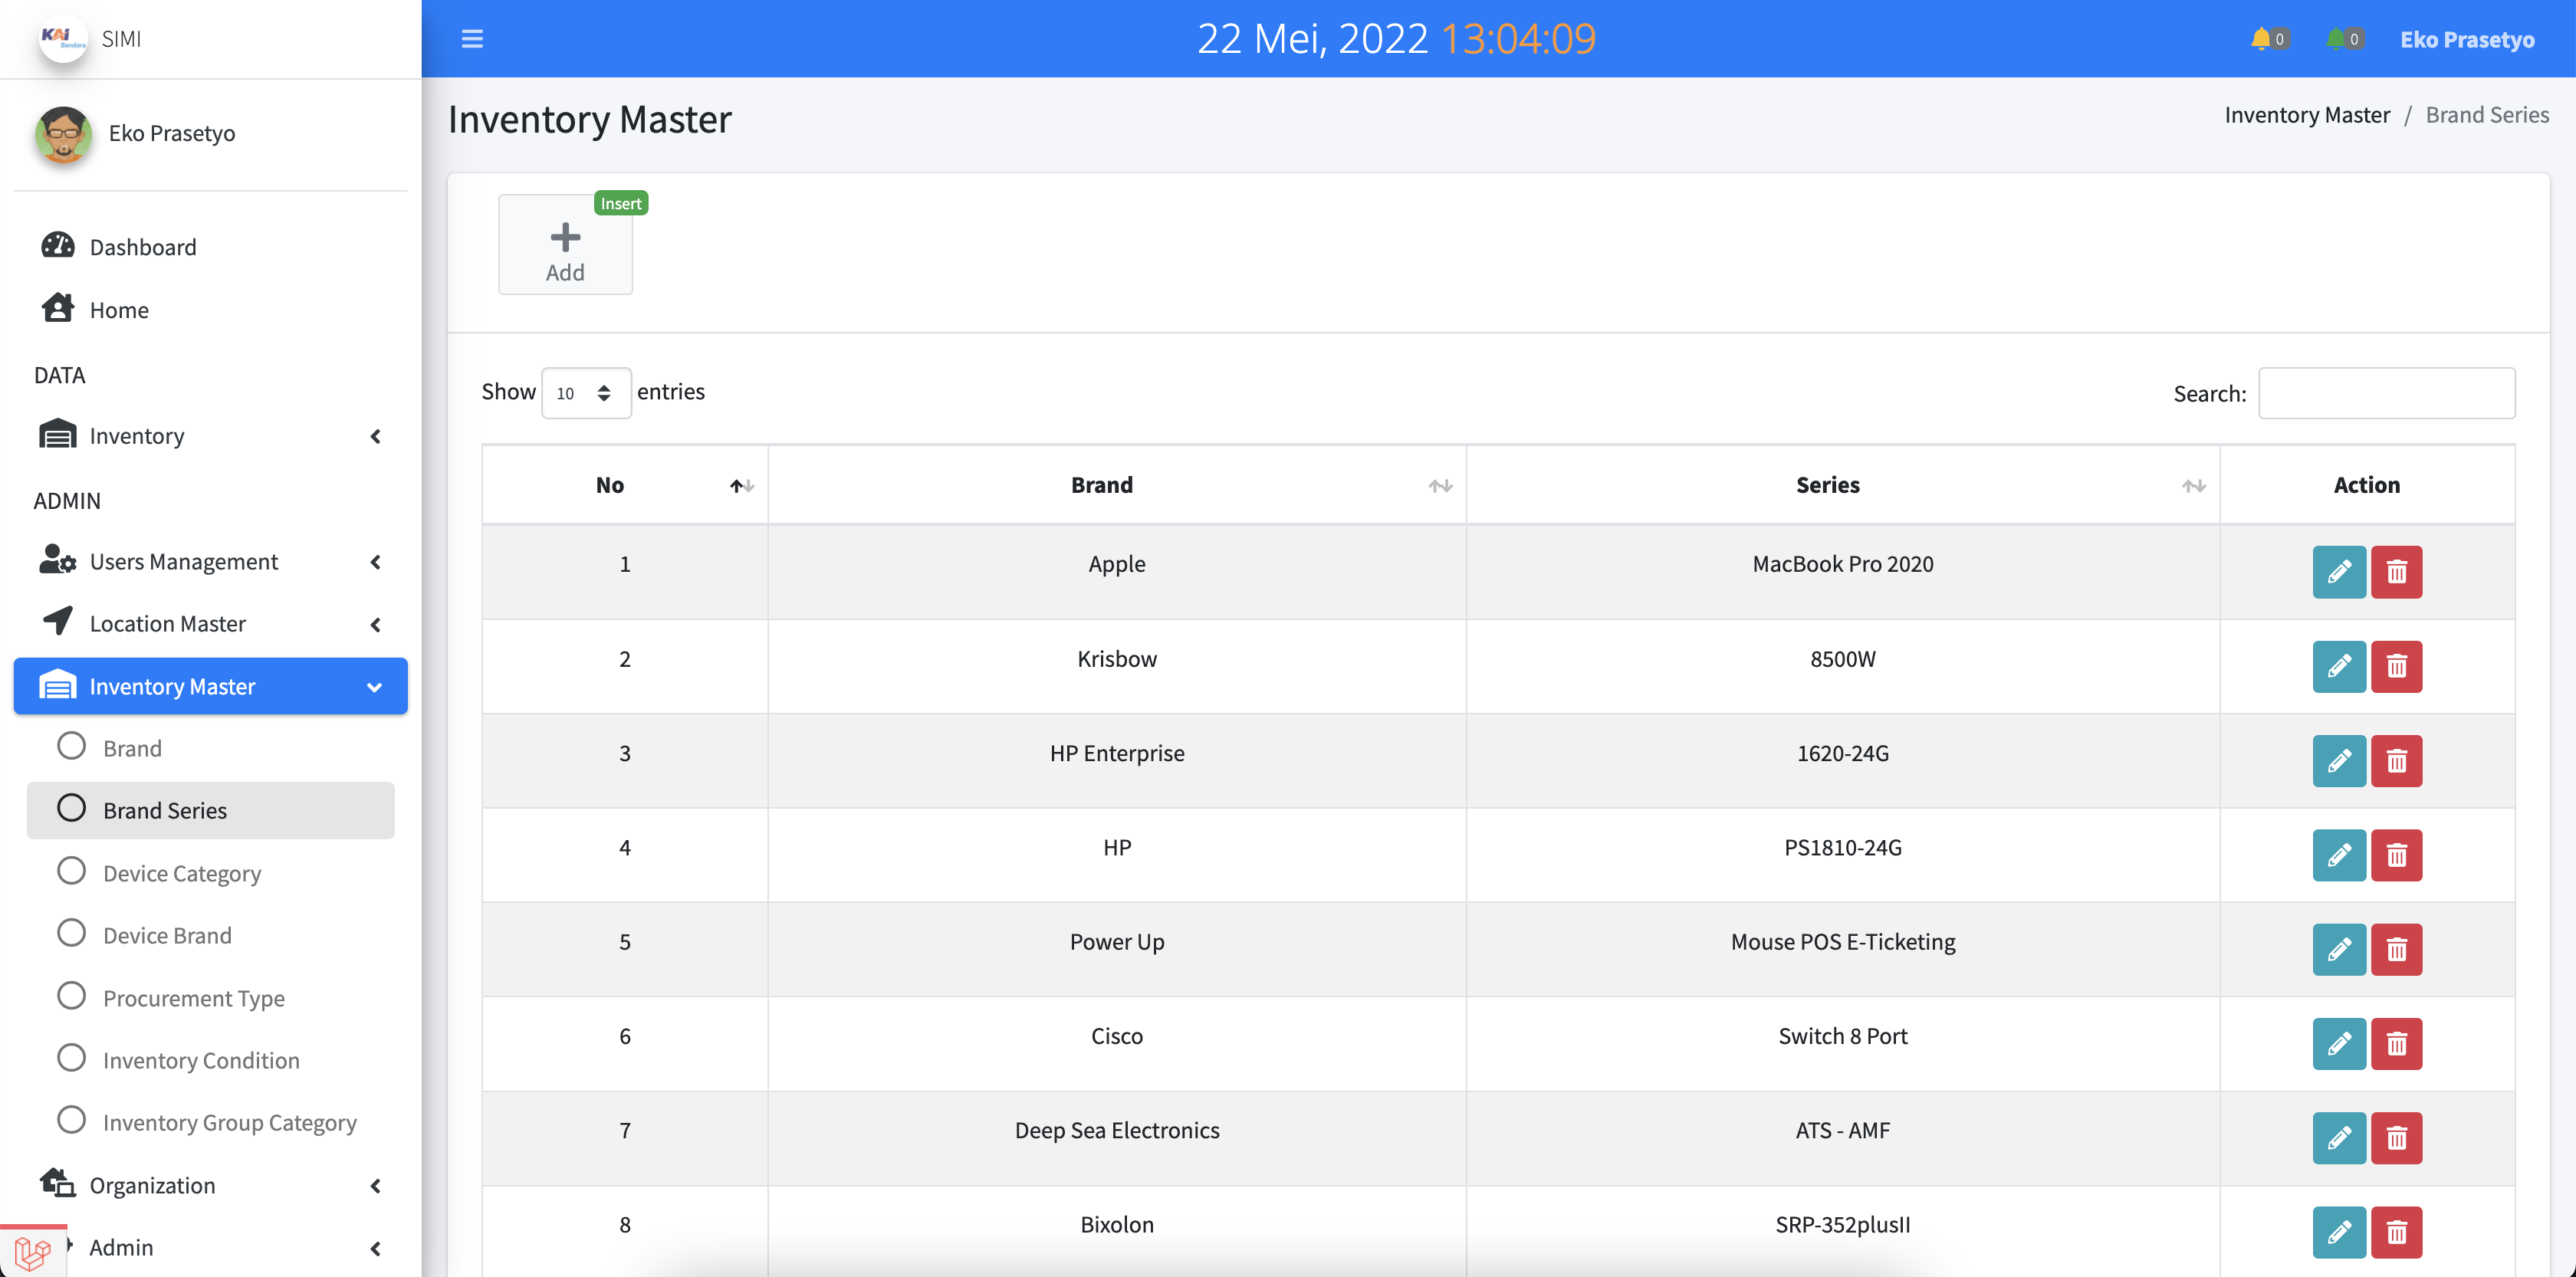 KAi Bandara
SIMI
22 Mei, 2022 13:04:09
0
0
Eko Prasetyo
Eko Prasetyo
Dashboard
Home
DATA
Inventory
ADMIN
Users Management
Location Master
Inventory Master
Brand
Brand Series
Device Category
Device Brand
Procurement Type
Inventory Condition
Inventory Group Category
Organization
Admin
Inventory Master
Inventory Master / Brand Series
Insert
Add
Show 10 entries
Search:
No Brand Series Action
1 Apple MacBook Pro 2020
2 Krisbow 8500W
3 HP Enterprise 1620-24G
4 HP PS1810-24G
5 Power Up Mouse POS E-Ticketing
6 Cisco Switch 8 Port
7 Deep Sea Electronics ATS - AMF
8 Bixolon SRP-352plusII